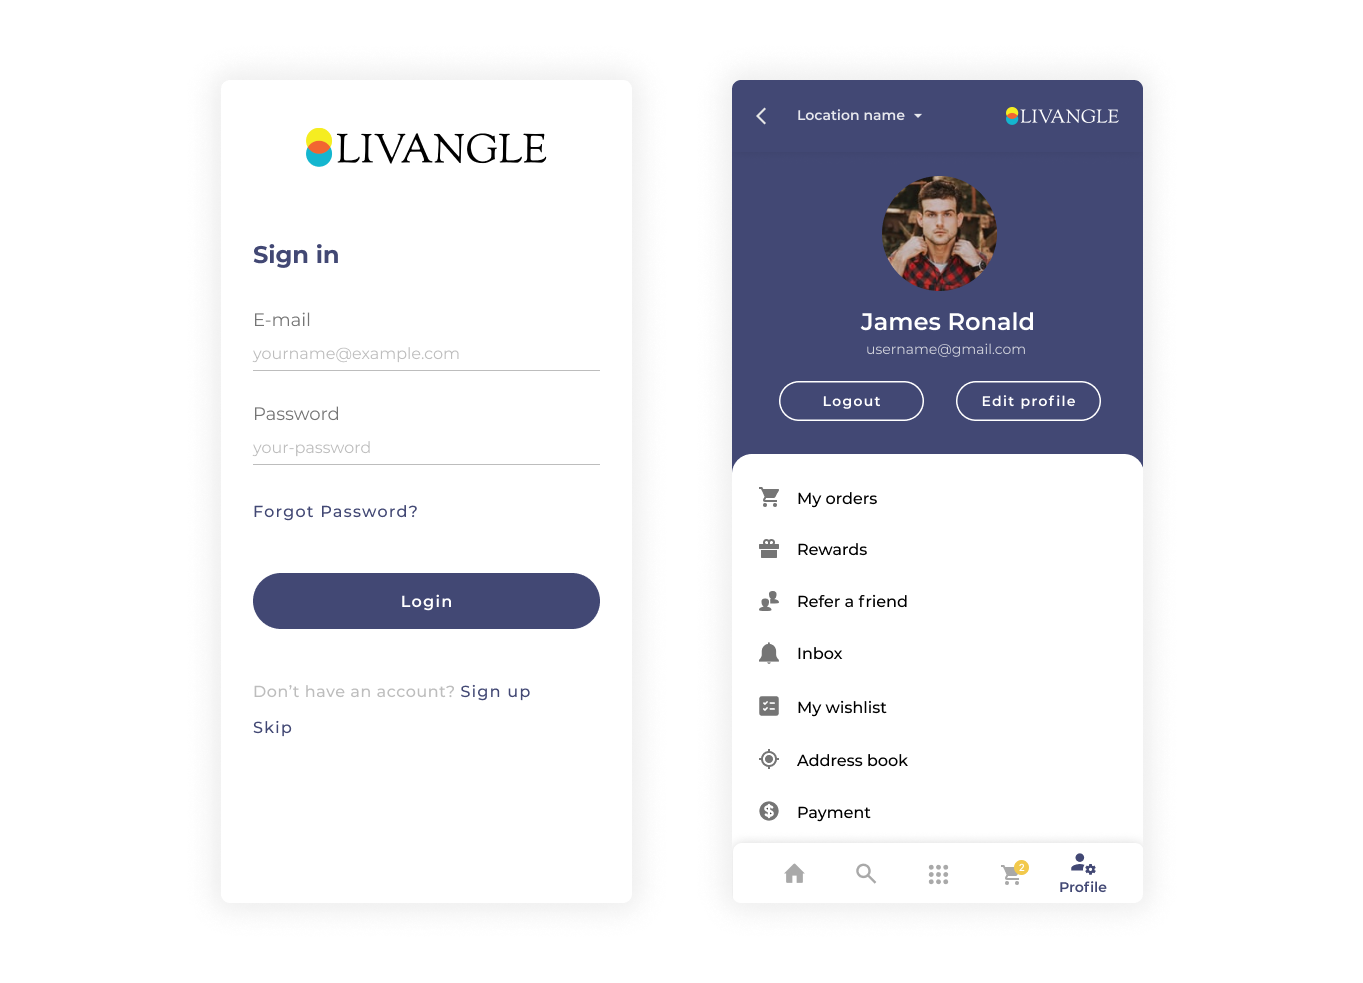 LIVANGLE
Sign in
E-mail
yourname@example.com
Password
your-password
Forgot Password?
Login
Don’t have an account? Sign up
Skip
Location name
LIVANGLE
James Ronald
username@gmail.com
Logout
Edit profile
My orders
Rewards
Refer a friend
Inbox
My wishlist
Address book
Payment
2
Profile